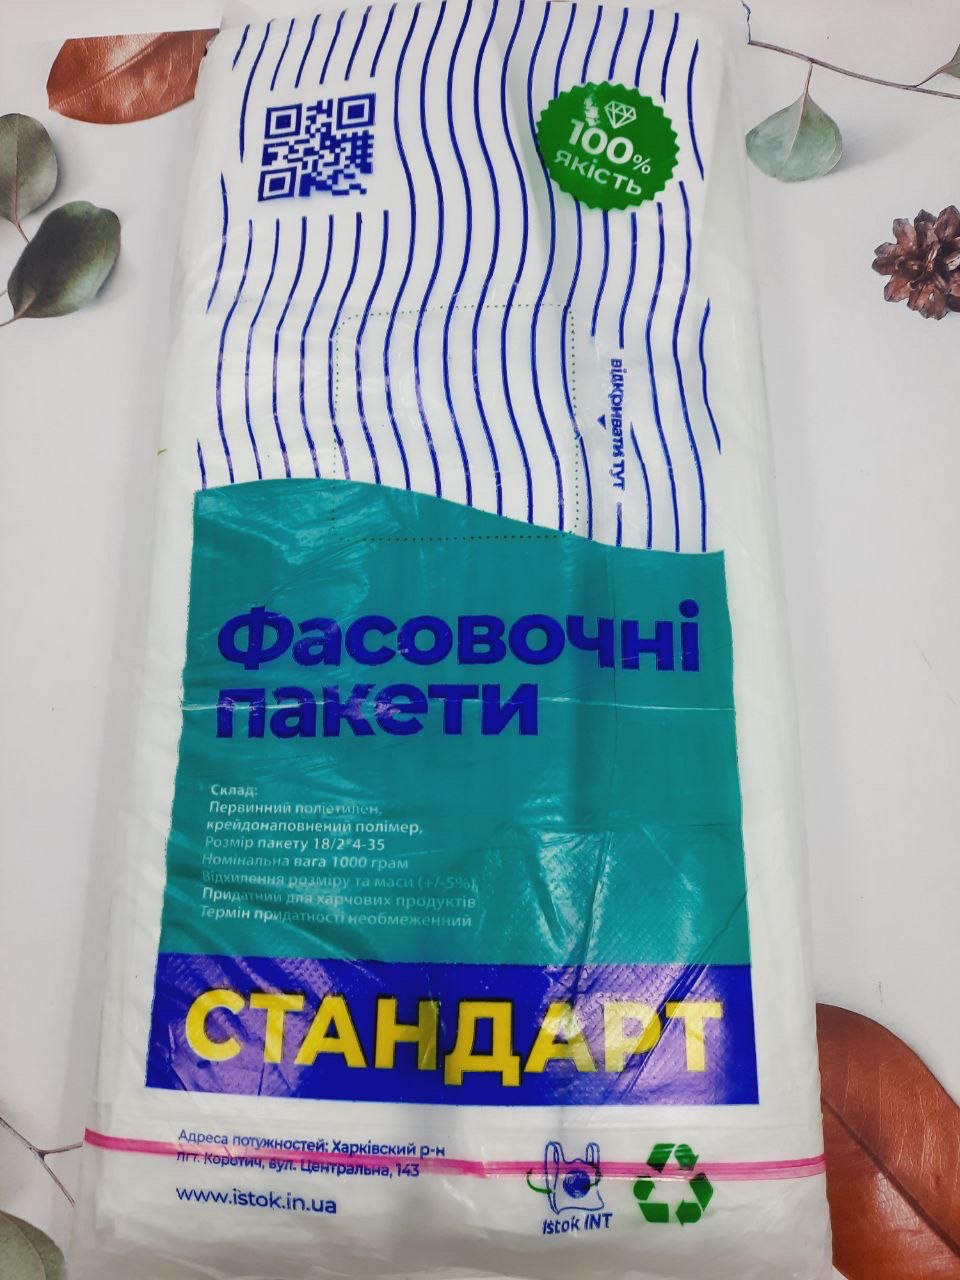 100%
ЯКІСТЬ
ВІДКРИВАТИ ТУТ
Фасовочні
пакети
Склад:
Первинний поліетилен,
крейдонаповнений полімер,
Розмір пакету 18/2*4-35
Номінальна вага 1000 грам
Відхилення розміру та маси (+/-5%)
Придатний для харчових продуктів
Термін придатності необмеженний
СТАНДАРТ
Адреса потужностей: Харківский р-н
пгт. Коротич, вул. Центральна, 143
www.istok.in.ua
Istok INT